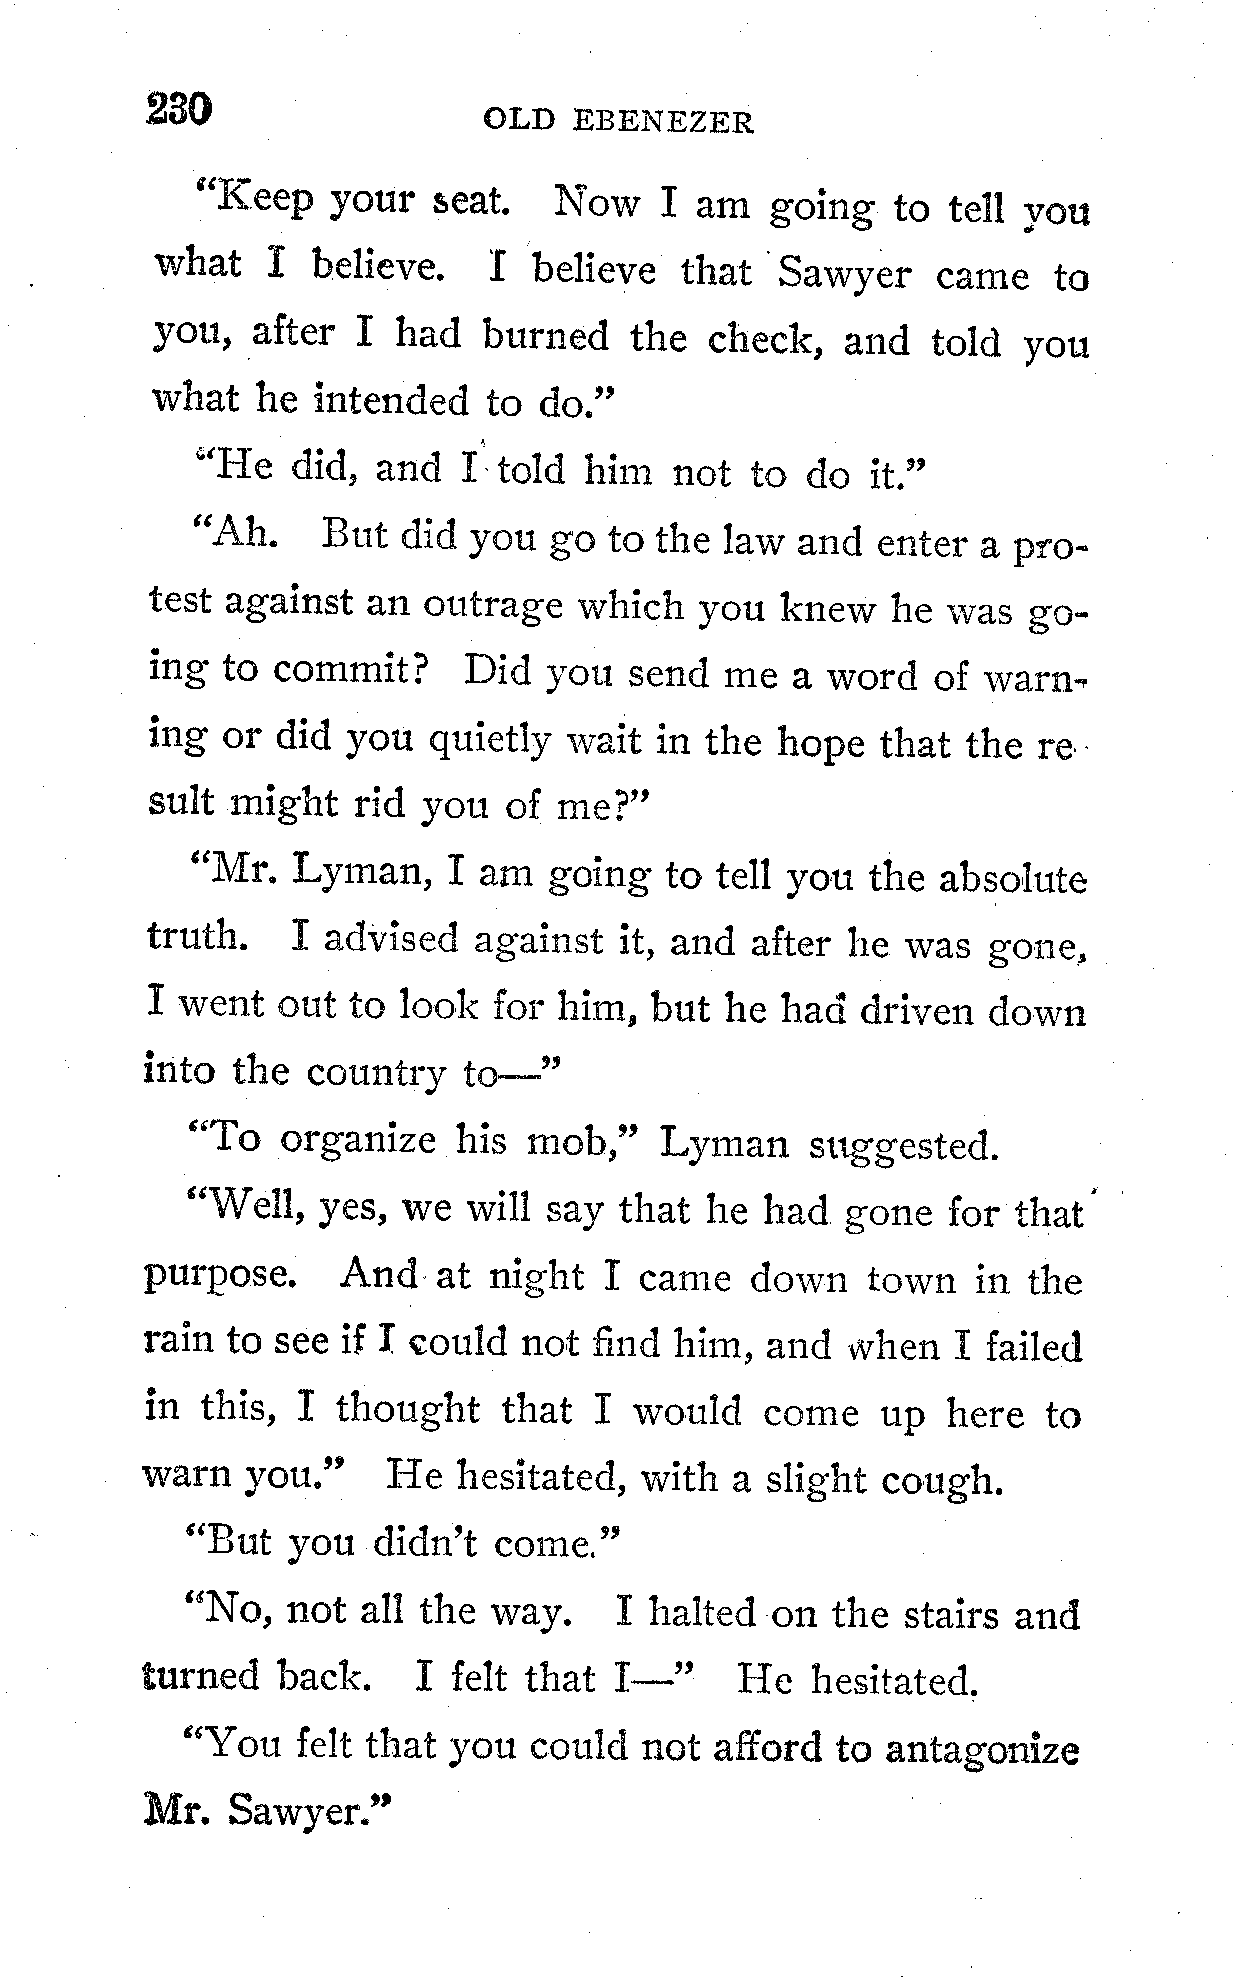 230
OLD EBENEZER
“Keep your seat. Now I am going to tell you
what I believe. I believe that Sawyer came to
you, after I had burned the check, and told you
what he intended to do.”
“He did, and I told him not to do it.”
“Ah. But did you go to the law and enter a pro-
test against an outrage which you knew he was go-
ing to commit? Did you send me a word of warn-
ing or did you quietly wait in the hope that the re-
sult might rid you of me?”
“Mr. Lyman, I am going to tell you the absolute
truth. I advised against it, and after he was gone,
I went out to look for him, but he had driven down
into the country to—”
“To organize his mob,” Lyman suggested.
“Well, yes, we will say that he had gone for that
purpose. And at night I came down town in the
rain to see if I could not find him, and when I failed
in this, I thought that I would come up here to
warn you.” He hesitated, with a slight cough.
“But you didn’t come.”
“No, not all the way. I halted on the stairs and
turned back. I felt that I—” He hesitated.
“You felt that you could not afford to antagonize
Mr. Sawyer.”